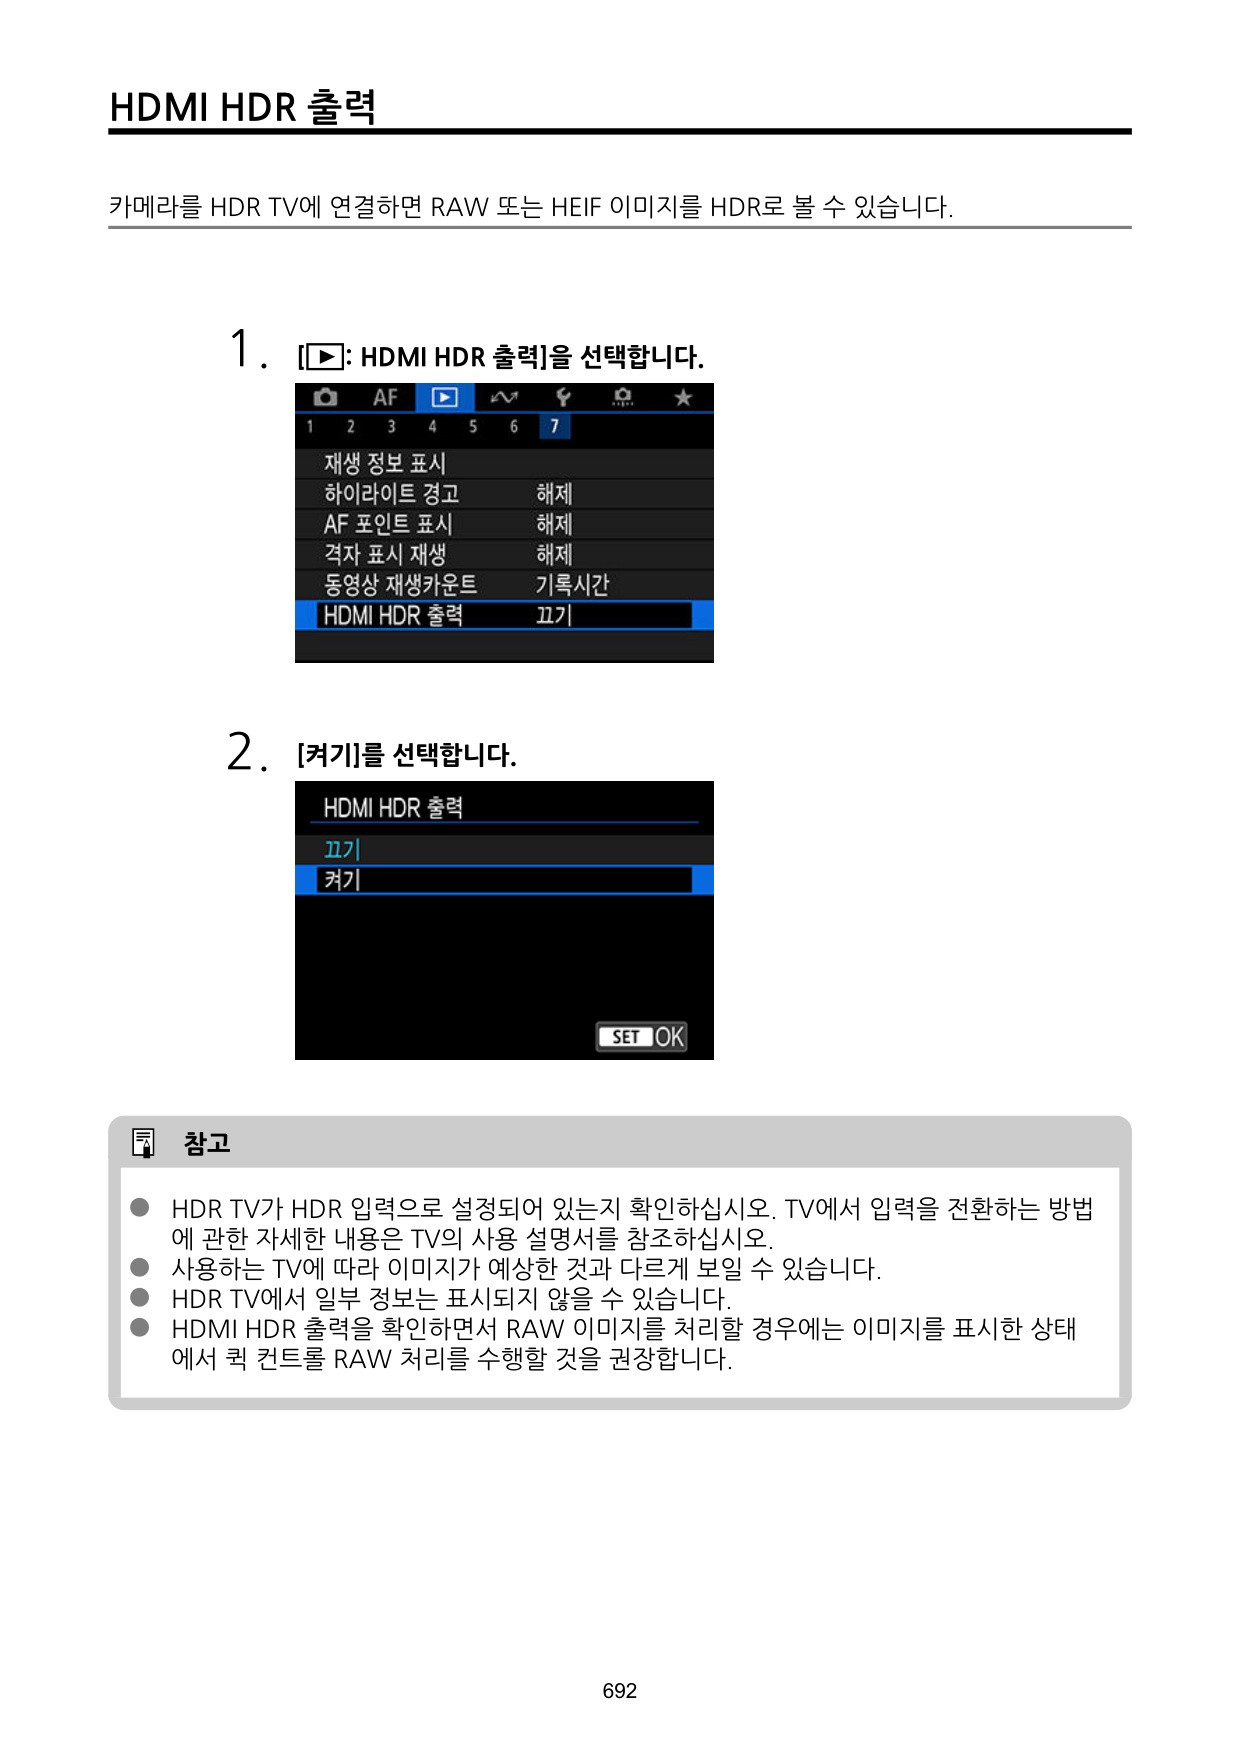 HDMI HDR 출력
카메라를 HDR TV에 연결하면 RAW 또는 HEIF 이미지를 HDR로 볼 수 있습니다.
1. [▶: HDMI HDR 출력]을 선택합니다.
AF
1 2 3 4 5 6 7
재생 정보 표시
하이라이트 경고 해제
AF 포인트 표시 해제
격자 표시 재생 해제
동영상 재생카운트 기록시간
HDMI HDR 출력 끄기
2. [켜기]를 선택합니다.
HDMI HDR 출력
끄기
켜기
SET OK
참고
● HDR TV가 HDR 입력으로 설정되어 있는지 확인하십시오. TV에서 입력을 전환하는 방법
에 관한 자세한 내용은 TV의 사용 설명서를 참조하십시오.
● 사용하는 TV에 따라 이미지가 예상한 것과 다르게 보일 수 있습니다.
● HDR TV에서 일부 정보는 표시되지 않을 수 있습니다.
● HDMI HDR 출력을 확인하면서 RAW 이미지를 처리할 경우에는 이미지를 표시한 상태
에서 퀵 컨트롤 RAW 처리를 수행할 것을 권장합니다.
692